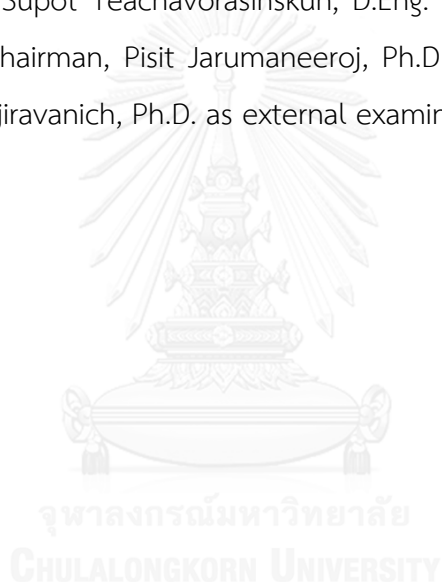 Supot Teachavorasinskun, D.Eng.
hairman, Pisit Jarumaneeroj, Ph.D
jiravanich, Ph.D. as external examin
จุฬาลงกรณ์มหาวิทยาลัย
CHULALONGKORN UNIVERSITY